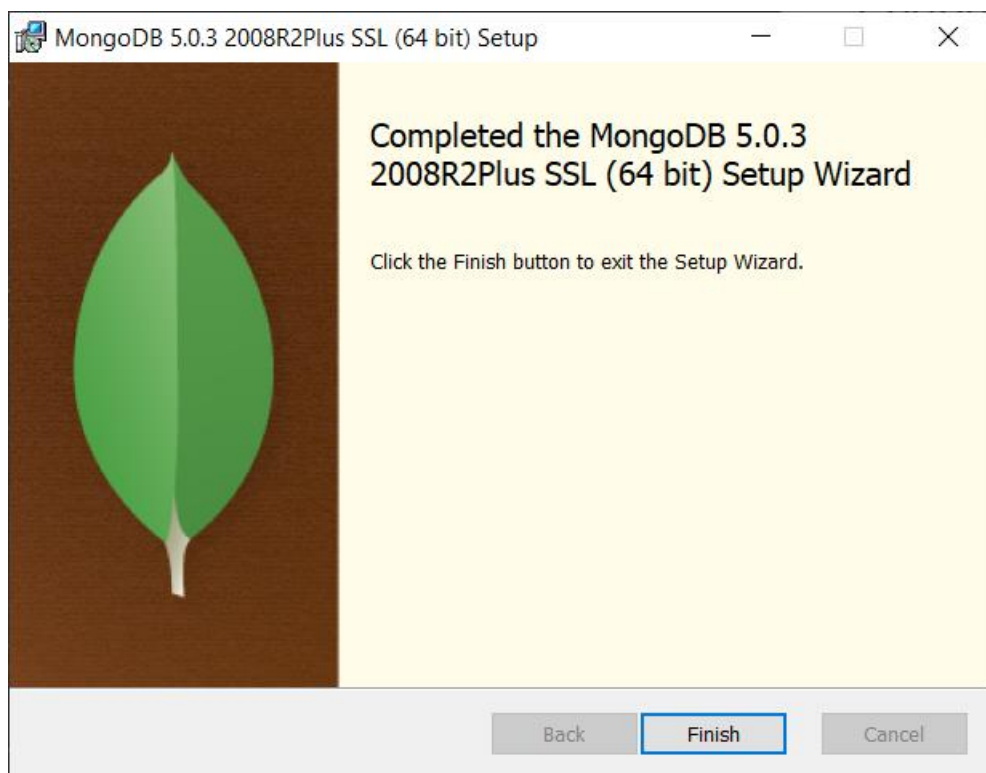 MongoDB 5.0.3 2008R2Plus SSL (64 bit) Setup
Completed the MongoDB 5.0.3
2008R2Plus SSL (64 bit) Setup Wizard
Click the Finish button to exit the Setup Wizard.
Back
Finish
Cancel